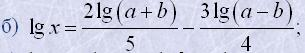 б) lg x = 2lg(a+b)/5 − 3lg(a−b)/4;